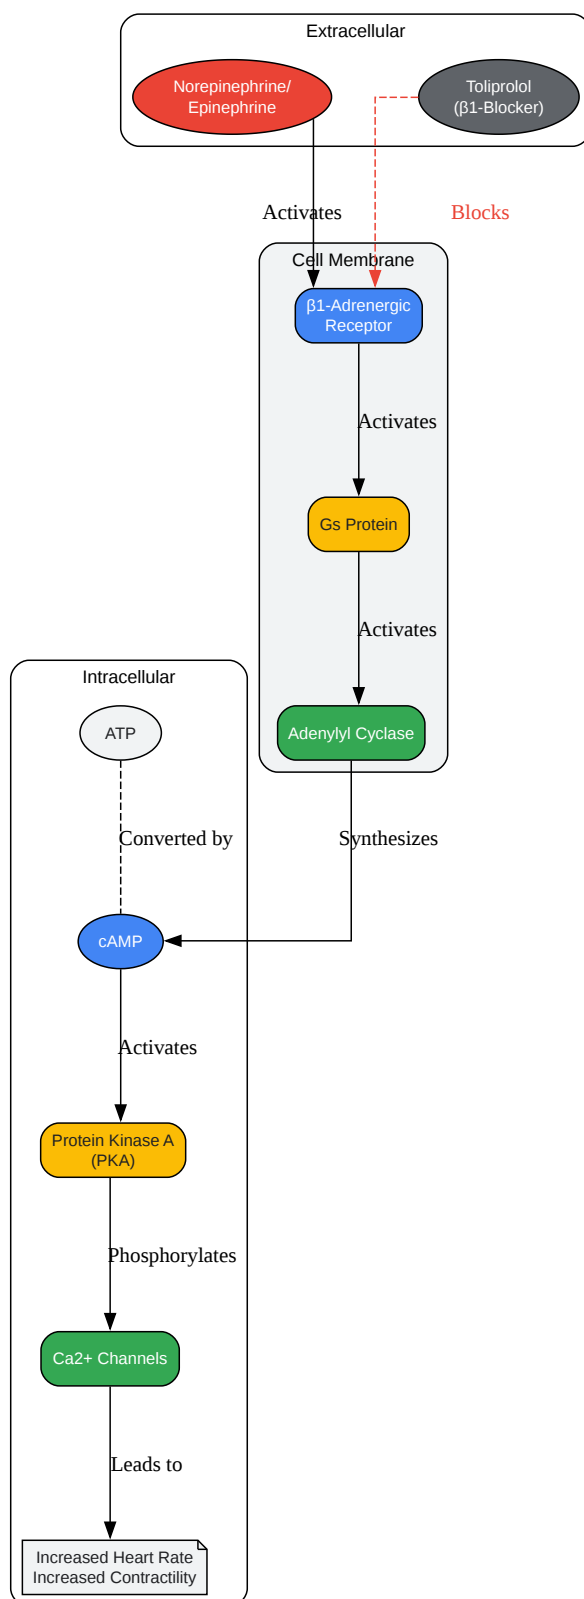 Extracellular
Norepinephrine/
Epinephrine
Toliprolol
(β1-Blocker)
Activates
Blocks
Cell Membrane
β1-Adrenergic
Receptor
Activates
Gs Protein
Activates
Adenylyl Cyclase
Intracellular
ATP
Converted by
Synthesizes
cAMP
Activates
Protein Kinase A
(PKA)
Phosphorylates
Ca2+ Channels
Leads to
Increased Heart Rate
Increased Contractility